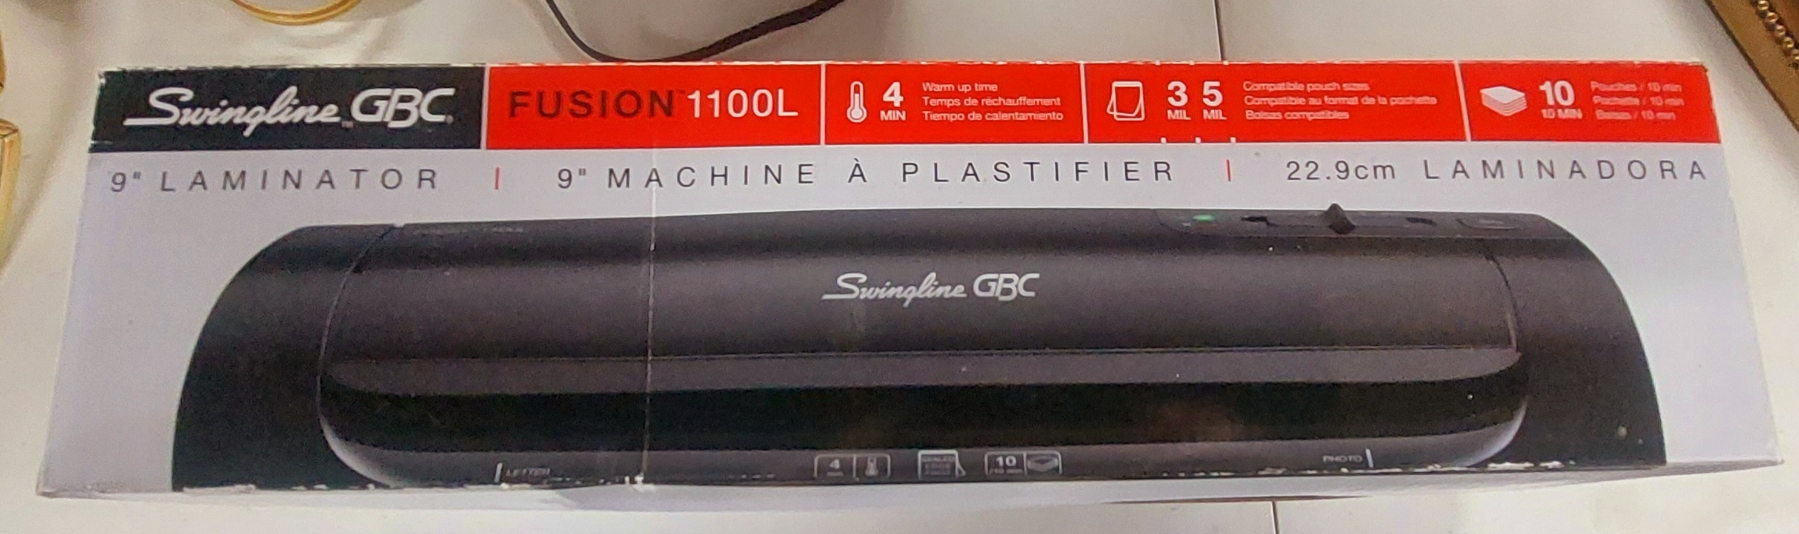 Swingline™ GBC®
FUSION™ 1100L
4
MIN
Warm up time
Temps de réchauffement
Tiempo de calentamiento
3 5
MIL MIL
Compatible pouch sizes
Compatible au format de la pochette
Bolsas compatibles
10
10 MIN
Pouches / 10 min
Pochette / 10 min
Bolsas / 10 min
9" LAMINATOR | 9" MACHINE À PLASTIFIER | 22.9cm LAMINADORA
Swingline GBC
LETTER
4
10
PHOTO